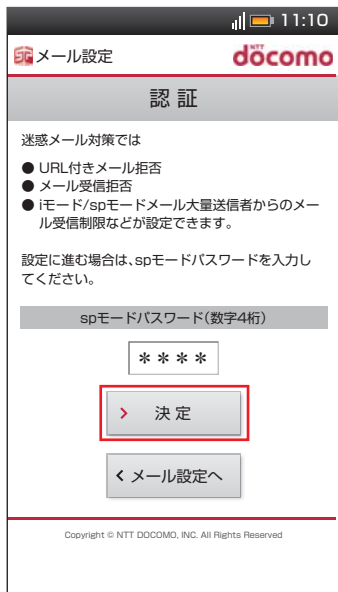 11:10
メール設定
NTT
döcomo
認 証
迷惑メール対策では
● URL付きメール拒否
● メール受信拒否
● iモード/spモードメール大量送信者からのメー
ル受信制限などが設定できます。
設定に進む場合は、spモードパスワードを入力し
てください。
spモードパスワード(数字4桁)
＊＊＊＊
決 定
メール設定へ
Copyright © NTT DOCOMO, INC. All Rights Reserved